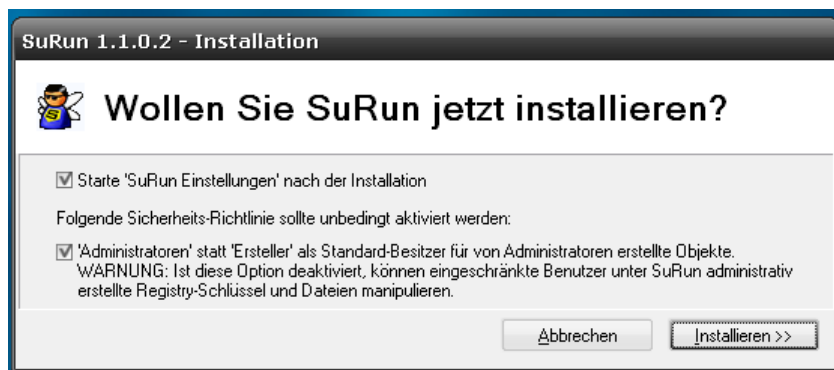 SuRun 1.1.0.2 - Installation
Wollen Sie SuRun jetzt installieren?
Starte 'SuRun Einstellungen' nach der Installation
Folgende Sicherheits-Richtlinie sollte unbedingt aktiviert werden:
'Administratoren' statt 'Ersteller' als Standard-Besitzer für von Administratoren erstellte Objekte.
WARNUNG: Ist diese Option deaktiviert, können eingeschränkte Benutzer unter SuRun administrativ
erstellte Registry-Schlüssel und Dateien manipulieren.
Abbrechen
Installieren >>